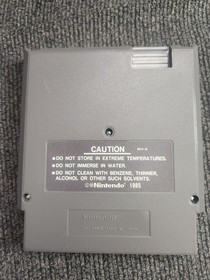 CAUTION
• DO NOT STORE IN EXTREME TEMPERATURES.
• DO NOT IMMERSE IN WATER.
• DO NOT CLEAN WITH BENZENE, THINNER,
ALCOHOL OR OTHER SUCH SOLVENTS.
©®Nintendo 1985